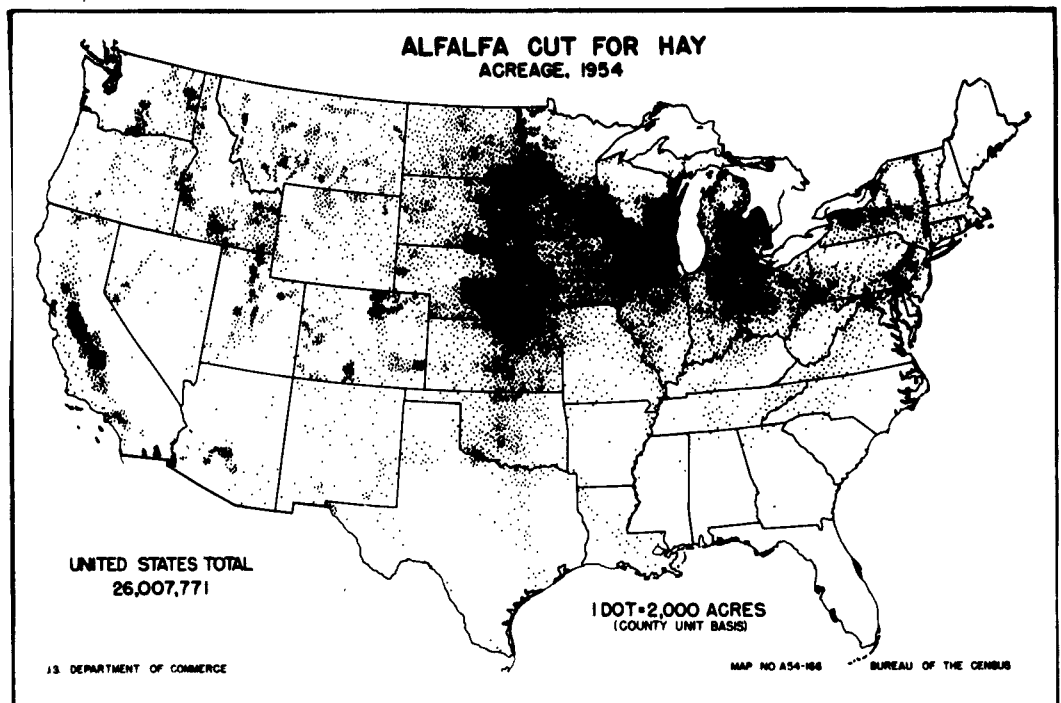 ALFALFA CUT FOR HAY
ACREAGE, 1954
UNITED STATES TOTAL
26,007,771
1 DOT=2,000 ACRES
(COUNTY UNIT BASIS)
U.S. DEPARTMENT OF COMMERCE
MAP NO A54-166
BUREAU OF THE CENSUS